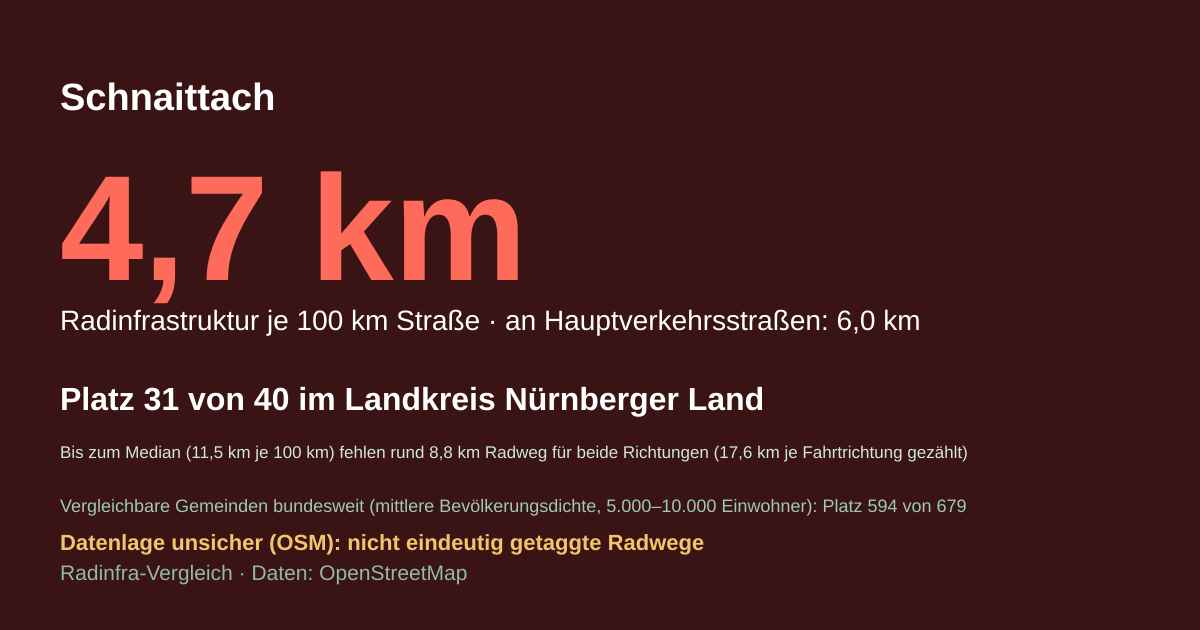 Schnaittach
4,7 km
Radinfrastruktur je 100 km Straße · an Hauptverkehrsstraßen: 6,0 km
Platz 31 von 40 im Landkreis Nürnberger Land
Bis zum Median (11,5 km je 100 km) fehlen rund 8,8 km Radweg für beide Richtungen (17,6 km je Fahrtrichtung gezählt)
Vergleichbare Gemeinden bundesweit (mittlere Bevölkerungsdichte, 5.000–10.000 Einwohner): Platz 594 von 679
Datenlage unsicher (OSM): nicht eindeutig getaggte Radwege
Radinfra-Vergleich · Daten: OpenStreetMap